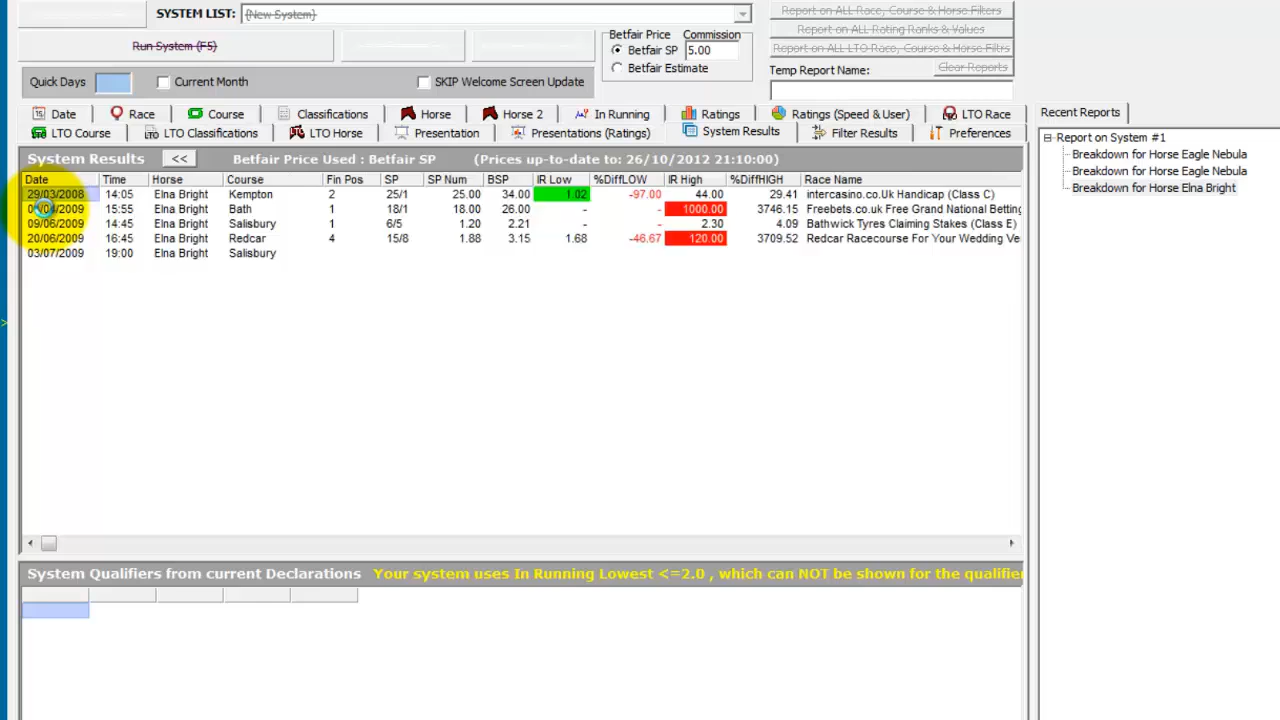 SYSTEM LIST: {New System}
Report on ALL Race, Course & Horse Filters
Report on ALL Rating Ranks & Values
Report on ALL LTO Race, Course & Horse Filtrs
Run System (F5)
Betfair Price Commission
Betfair SP 5.00
Betfair Estimate
Temp Report Name: Clear Reports
Quick Days Current Month SKIP Welcome Screen Update
Date Race Course Classifications Horse Horse 2 In Running Ratings Ratings (Speed & User) LTO Race
LTO Course LTO Classifications LTO Horse Presentation Presentations (Ratings) System Results Filter Results Preferences
Recent Reports
Report on System #1
Breakdown for Horse Eagle Nebula
Breakdown for Horse Eagle Nebula
Breakdown for Horse Elna Bright
System Results << Betfair Price Used : Betfair SP (Prices up-to-date to: 26/10/2012 21:10:00)
Date Time Horse Course Fin Pos SP SP Num BSP IR Low %DiffLOW IR High %DiffHIGH Race Name
29/03/2008 14:05 Elna Bright Kempton 2 25/1 25.00 34.00 1.02 -97.00 44.00 29.41 intercasino.co.Uk Handicap (Class C)
/2009 15:55 Elna Bright Bath 1 18/1 18.00 26.00 - - 1000.00 3746.15 Freebets.co.uk Free Grand National Betting
09/06/2009 14:45 Elna Bright Salisbury 1 6/5 1.20 2.21 - - 2.30 4.09 Bathwick Tyres Claiming Stakes (Class E)
20/06/2009 16:45 Elna Bright Redcar 4 15/8 1.88 3.15 1.68 -46.67 120.00 3709.52 Redcar Racecourse For Your Wedding Ve
03/07/2009 19:00 Elna Bright Salisbury
System Qualifiers from current Declarations Your system uses In Running Lowest <=2.0 , which can NOT be shown for the qualifier